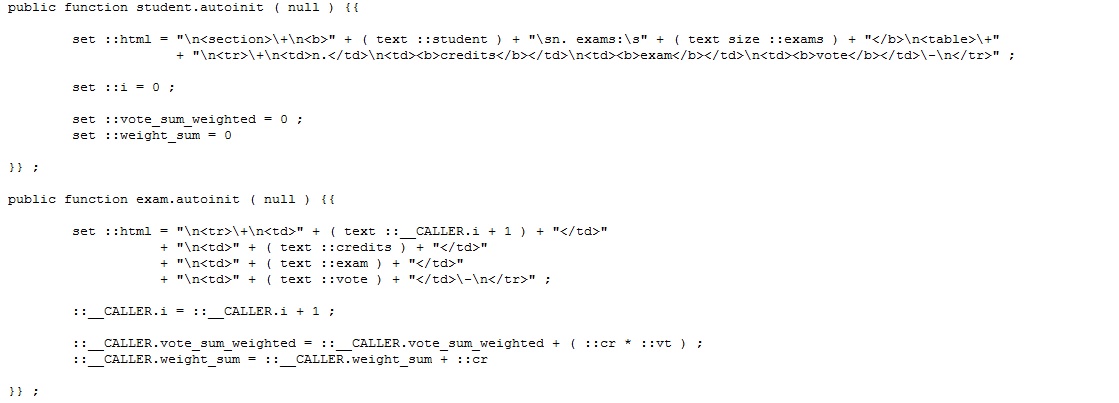 public function student.autoinit ( null ) {{
set ::html = "\n<section>\+\n<b>" + ( text ::student ) + "\sn. exams:\s" + ( text size ::exams ) + "</b>\n<table>\+"
+ "\n<tr>\+\n<td>n.</td>\n<td><b>credits</b></td>\n<td><b>exam</b></td>\n<td><b>vote</b></td>\-\n</tr>" ;
set ::i = 0 ;
set ::vote_sum_weighted = 0 ;
set ::weight_sum = 0
}} ;
public function exam.autoinit ( null ) {{
set ::html = "\n<tr>\+\n<td>" + ( text ::__CALLER.i + 1 ) + "</td>"
+ "\n<td>" + ( text ::credits ) + "</td>"
+ "\n<td>" + ( text ::exam ) + "</td>"
+ "\n<td>" + ( text ::vote ) + "</td>\-\n</tr>" ;
::__CALLER.i = ::__CALLER.i + 1 ;
::__CALLER.vote_sum_weighted = ::__CALLER.vote_sum_weighted + ( ::cr * ::vt ) ;
::__CALLER.weight_sum = ::__CALLER.weight_sum + ::cr
}} ;